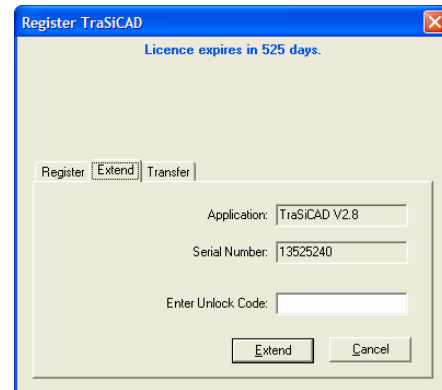 Register TraSiCAD
Licence expires in 525 days.
Register Extend Transfer
Application: TraSiCAD V2.8
Serial Number: 13525240
Enter Unlock Code:
Extend Cancel